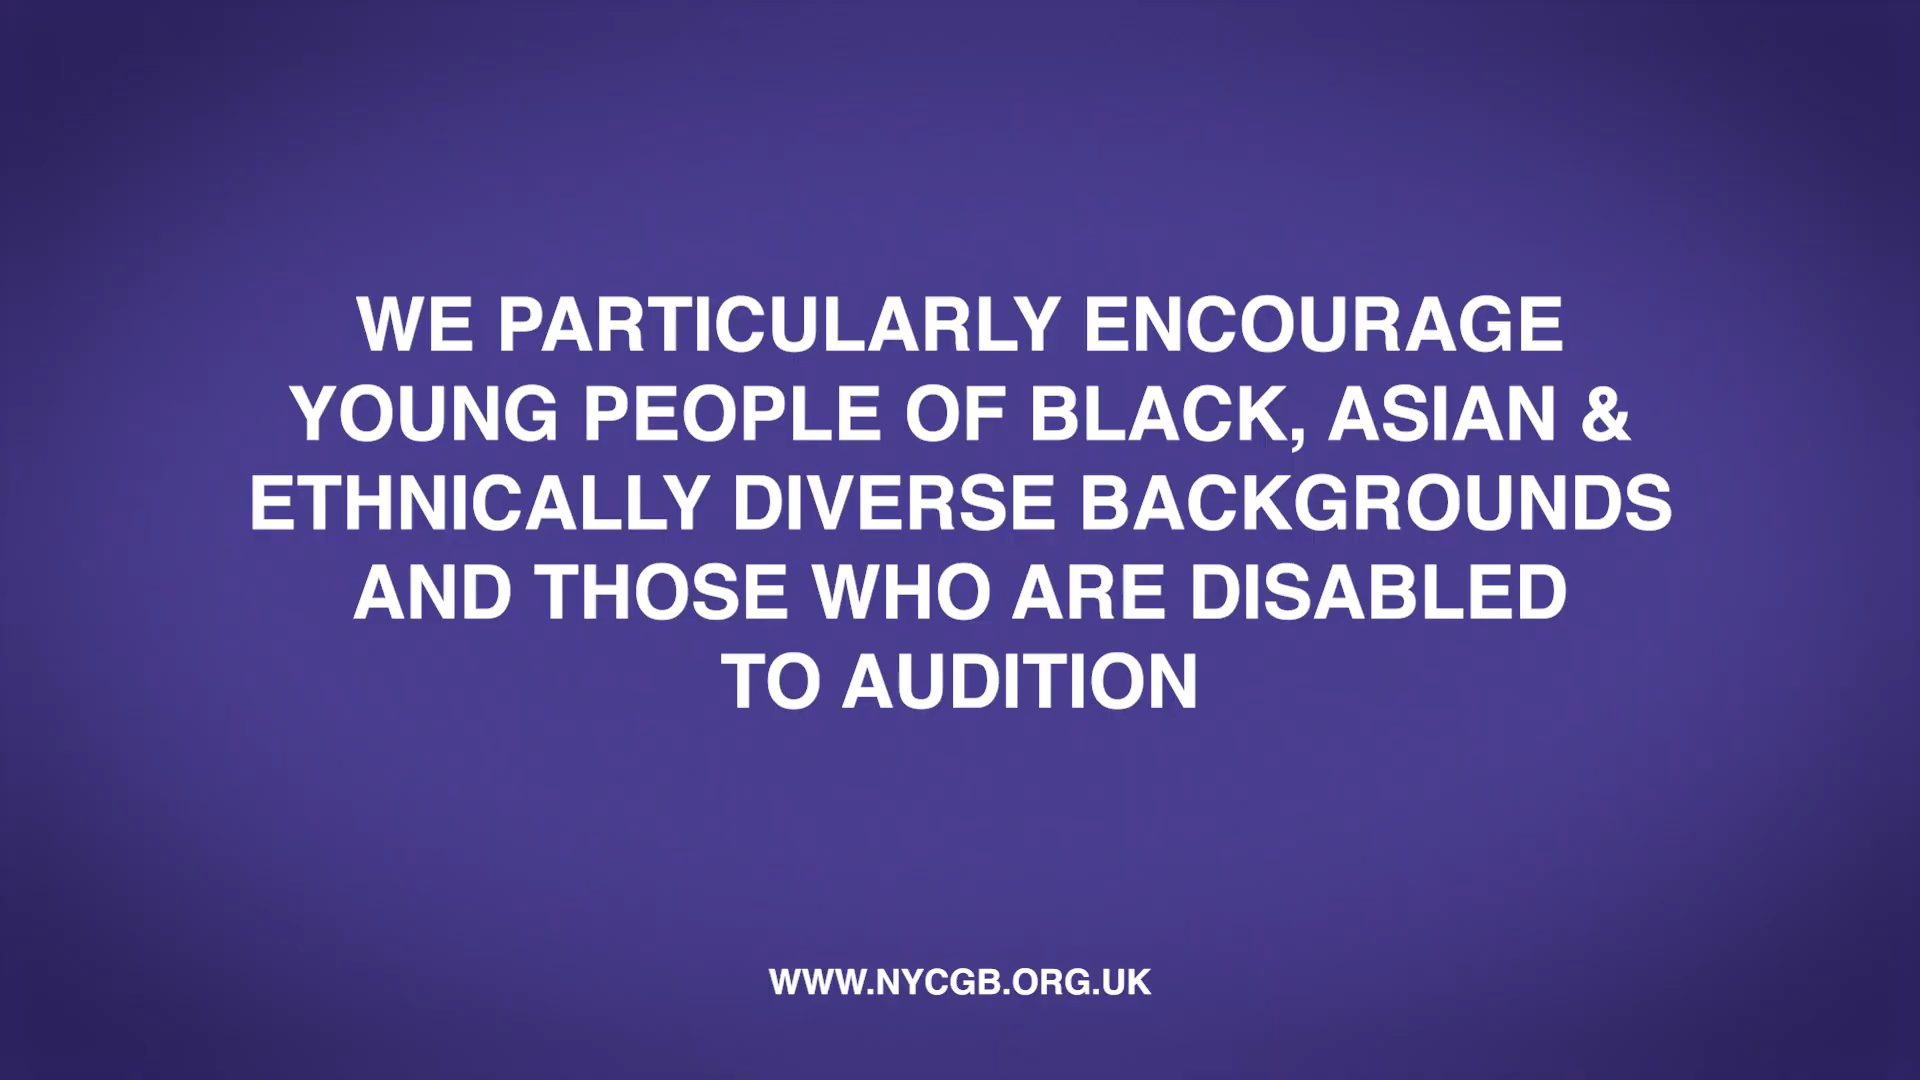 WE PARTICULARLY ENCOURAGE
YOUNG PEOPLE OF BLACK, ASIAN &
ETHNICALLY DIVERSE BACKGROUNDS
AND THOSE WHO ARE DISABLED
TO AUDITION
WWW.NYCGB.ORG.UK